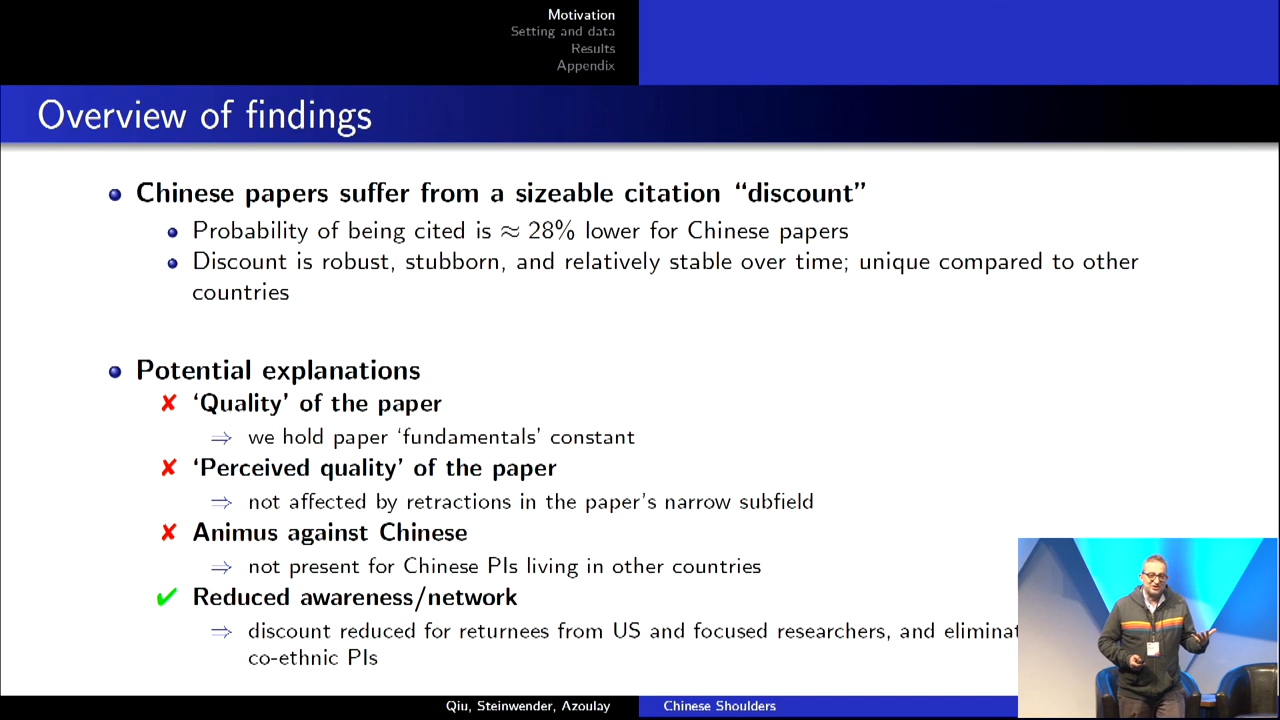 Motivation
Setting and data
Results
Appendix
Overview of findings
Chinese papers suffer from a sizeable citation “discount”
Probability of being cited is ≈ 28% lower for Chinese papers
Discount is robust, stubborn, and relatively stable over time; unique compared to other
countries
Potential explanations
✘ ‘Quality’ of the paper
⇒ we hold paper ‘fundamentals’ constant
✘ ‘Perceived quality’ of the paper
⇒ not affected by retractions in the paper’s narrow subfield
✘ Animus against Chinese
⇒ not present for Chinese PIs living in other countries
✔ Reduced awareness/network
⇒ discount reduced for returnees from US and focused researchers, and
co-ethnic PIs
Qiu, Steinwender, Azoulay
Chinese Shoulders